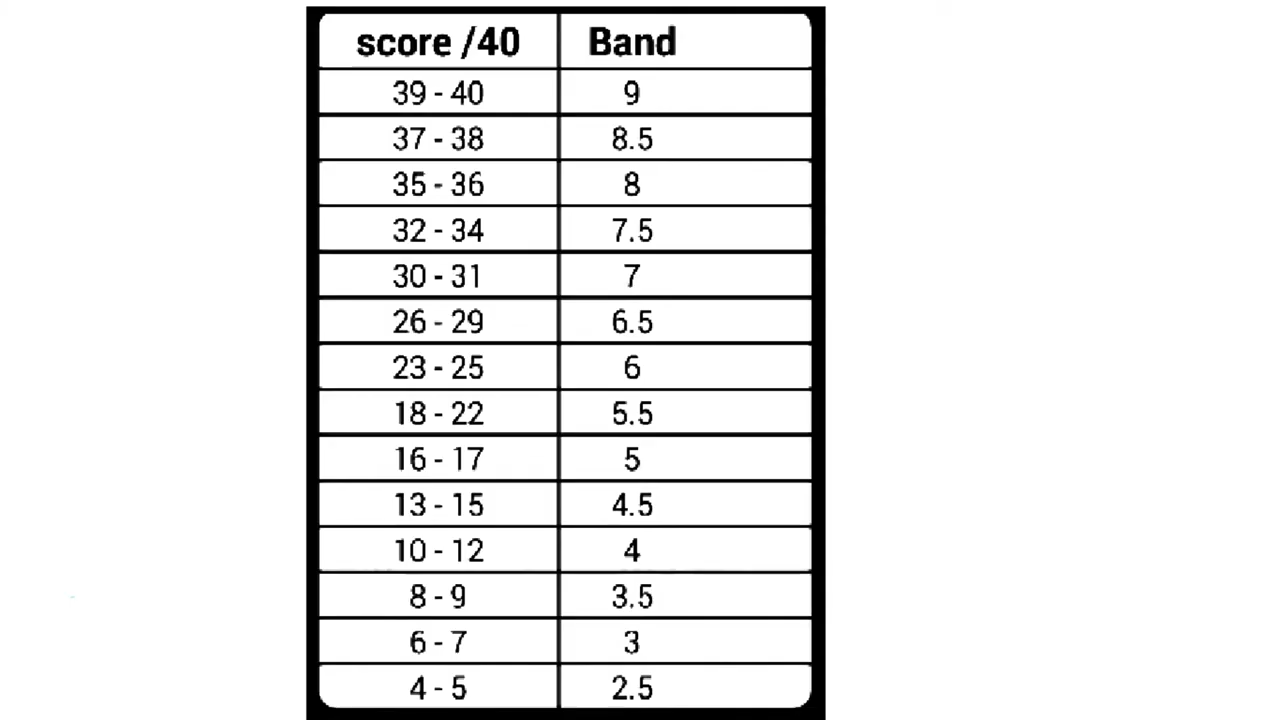 score /40 Band
39 - 40 9
37 - 38 8.5
35 - 36 8
32 - 34 7.5
30 - 31 7
26 - 29 6.5
23 - 25 6
18 - 22 5.5
16 - 17 5
13 - 15 4.5
10 - 12 4
8 - 9 3.5
6 - 7 3
4 - 5 2.5